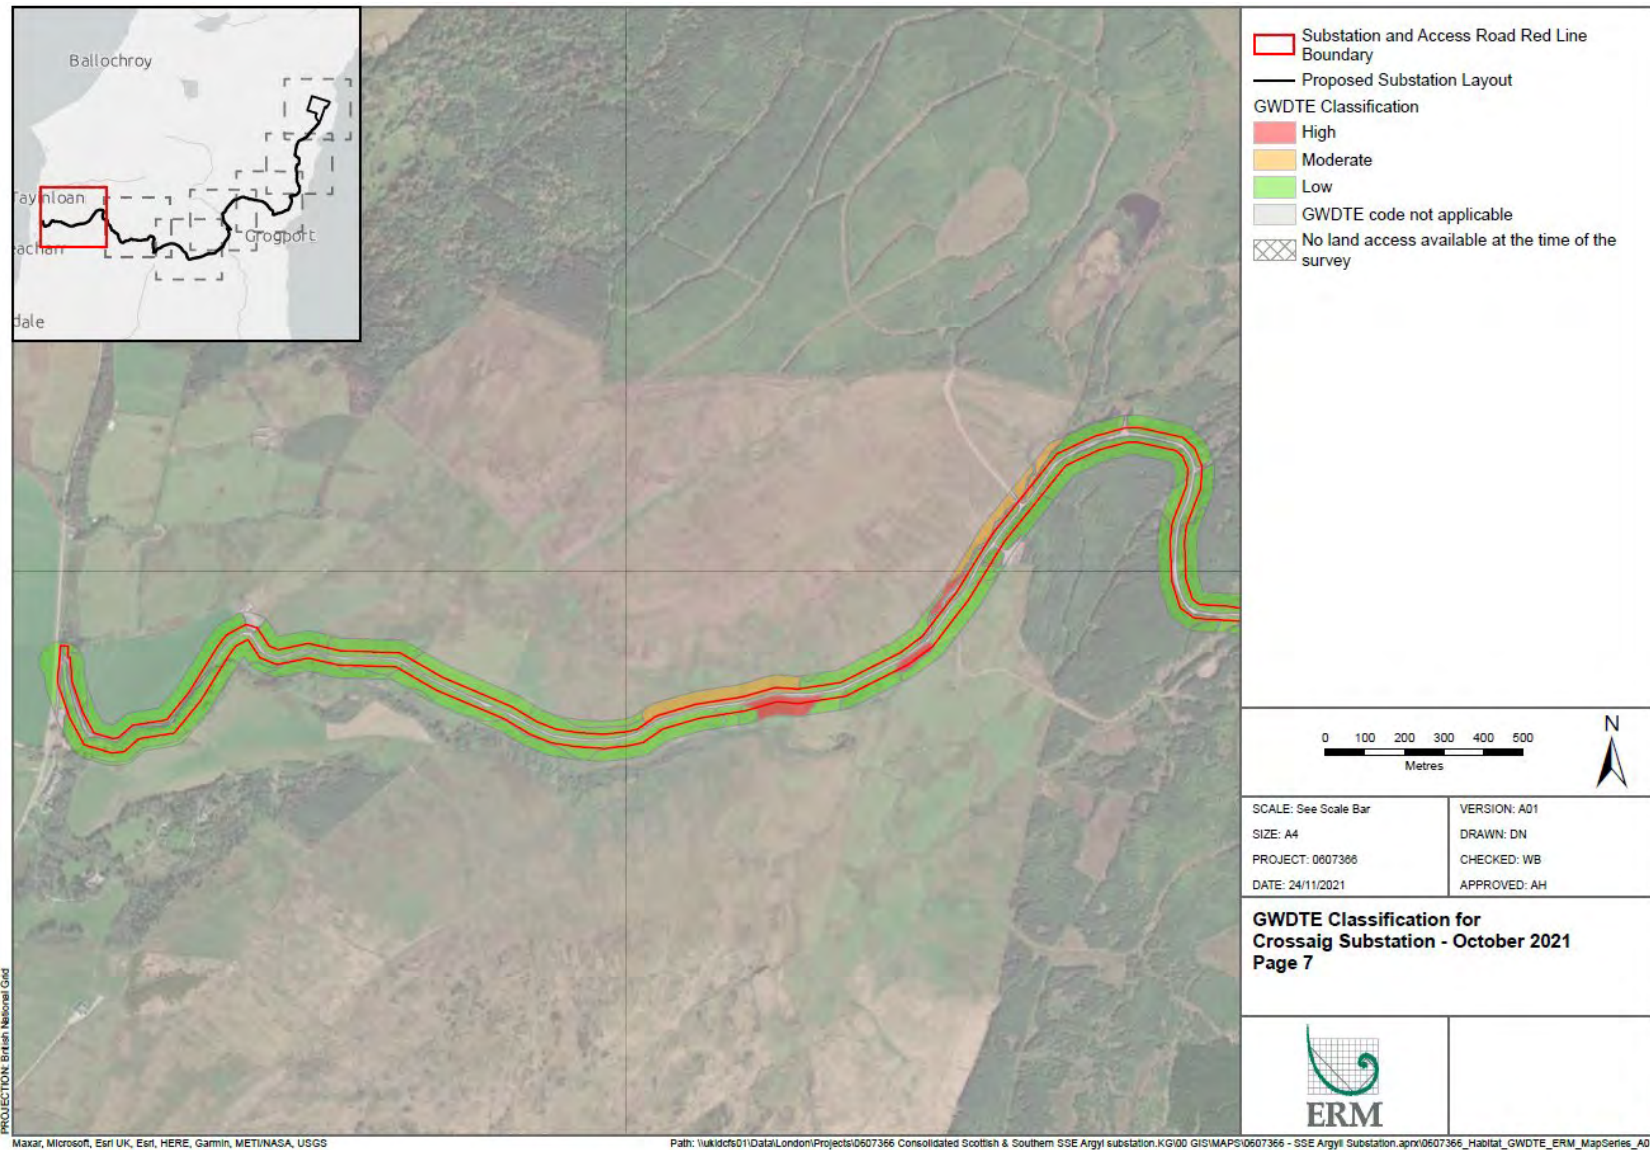 Ballochroy
Tayinloan
eachan
Grogport
dale
Substation and Access Road Red Line
Boundary
Proposed Substation Layout
GWDTE Classification
High
Moderate
Low
GWDTE code not applicable
No land access available at the time of the
survey
0 100 200 300 400 500
Metres
N
SCALE: See Scale Bar
SIZE: A4
PROJECT: 0607366
DATE: 24/11/2021
VERSION: A01
DRAWN: DN
CHECKED: WB
APPROVED: AH
GWDTE Classification for
Crossaig Substation - October 2021
Page 7
ERM
PROJECTION: British National Grid
Maxar, Microsoft, Esri UK, Esri, HERE, Garmin, METI/NASA, USGS
Path: \\ukldcfs01\Data\London\Projects\0607366 Consolidated Scottish & Southern SSE Argyl substation.KG\00 GIS\MAPS\0607366 - SSE Argyll Substation.aprx\0607366_Habitat_GWDTE_ERM_MapSeries_A0